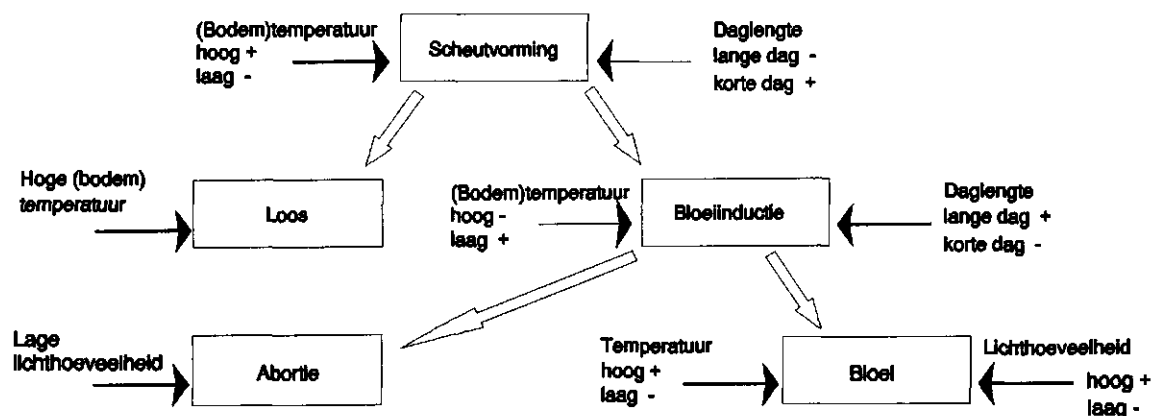 (Bodem)temperatuur
hoog +
laag -
Scheutvorming
Daglengte
lange dag -
korte dag +
Hoge (bodem)
temperatuur
Loos
(Bodem)temperatuur
hoog -
laag +
Bloeiinductie
Daglengte
lange dag +
korte dag -
Lage
lichthoeveelheid
Abortie
Temperatuur
hoog +
laag -
Bloei
Lichthoeveelheid
hoog +
laag -